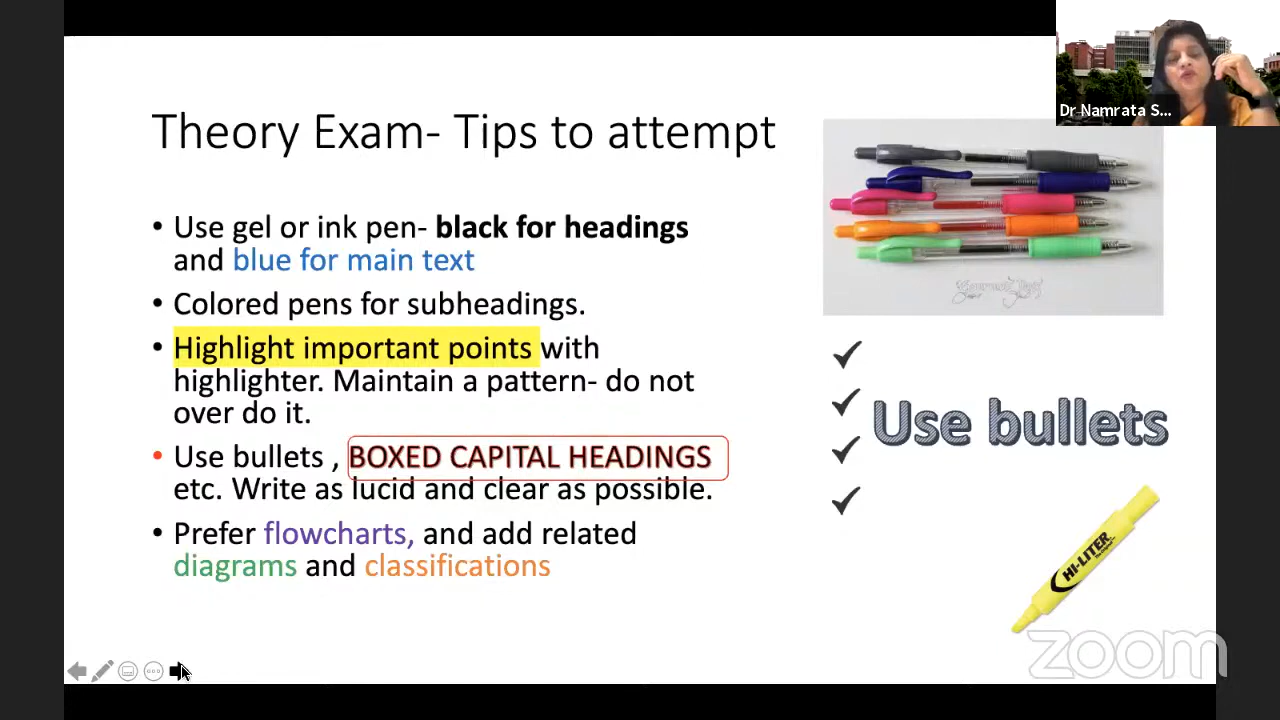 Dr Namrata S...
Theory Exam- Tips to attempt
• Use gel or ink pen- black for headings
and blue for main text
• Colored pens for subheadings.
• Highlight important points with
highlighter. Maintain a pattern- do not
over do it.
• Use bullets , BOXED CAPITAL HEADINGS
etc. Write as lucid and clear as possible.
• Prefer flowcharts, and add related
diagrams and classifications
Use bullets
HI-LITER
zoom